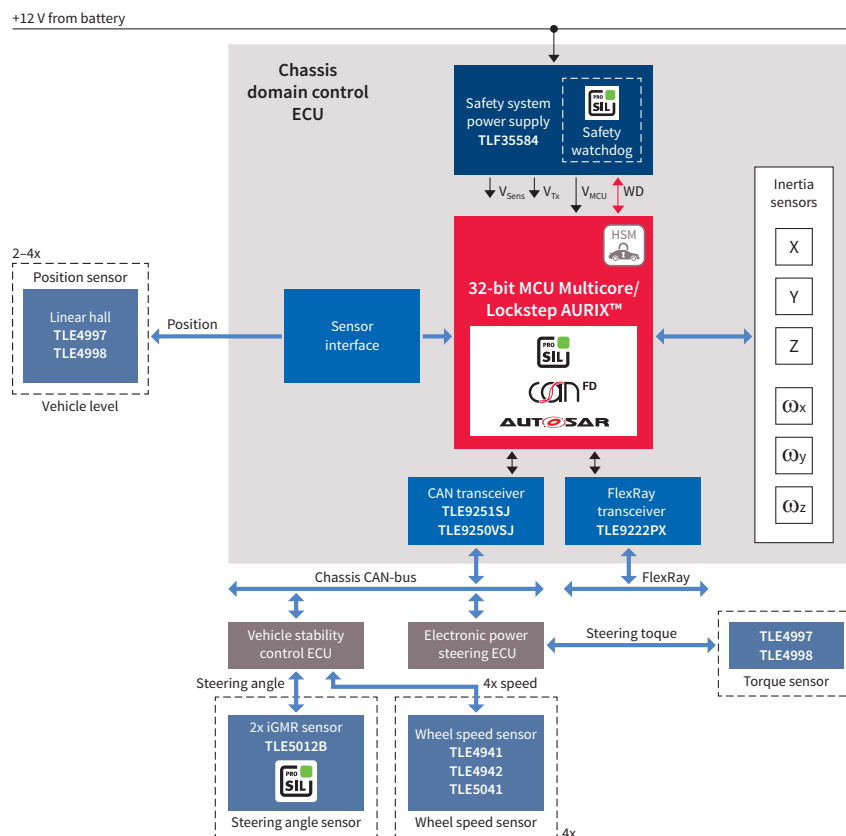 +12 V from battery
Chassis
domain control
ECU
Safety system
power supply
TLF35584
PRO
SIL
Safety
watchdog
VSens
VTx
VMCU
WD
Inertia
sensors
X
Y
Z
ωx
ωy
ωz
HSM
32-bit MCU Multicore/
Lockstep AURIX™
PRO
SIL
CAN FD
AUTOSAR
2–4x
Position sensor
Linear hall
TLE4997
TLE4998
Vehicle level
Position
Sensor
interface
CAN transceiver
TLE9251SJ
TLE9250VSJ
FlexRay
transceiver
TLE9222PX
Chassis CAN-bus
FlexRay
Vehicle stability
control ECU
Electronic power
steering ECU
Steering toque
TLE4997
TLE4998
Torque sensor
Steering angle
4x speed
2x iGMR sensor
TLE5012B
PRO
SIL
Steering angle sensor
Wheel speed sensor
TLE4941
TLE4942
TLE5041
Wheel speed sensor
4x